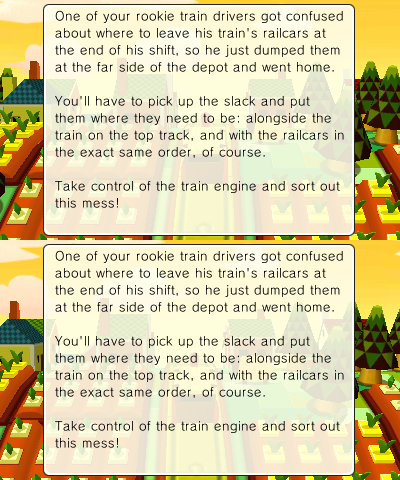 One of your rookie train drivers got confused
about where to leave his train's railcars at
the end of his shift, so he just dumped them
at the far side of the depot and went home.
You'll have to pick up the slack and put
them where they need to be: alongside the
train on the top track, and with the railcars in
the exact same order, of course.
Take control of the train engine and sort out
this mess!
One of your rookie train drivers got confused
about where to leave his train's railcars at
the end of his shift, so he just dumped them
at the far side of the depot and went home.
You'll have to pick up the slack and put
them where they need to be: alongside the
train on the top track, and with the railcars in
the exact same order, of course.
Take control of the train engine and sort out
this mess!